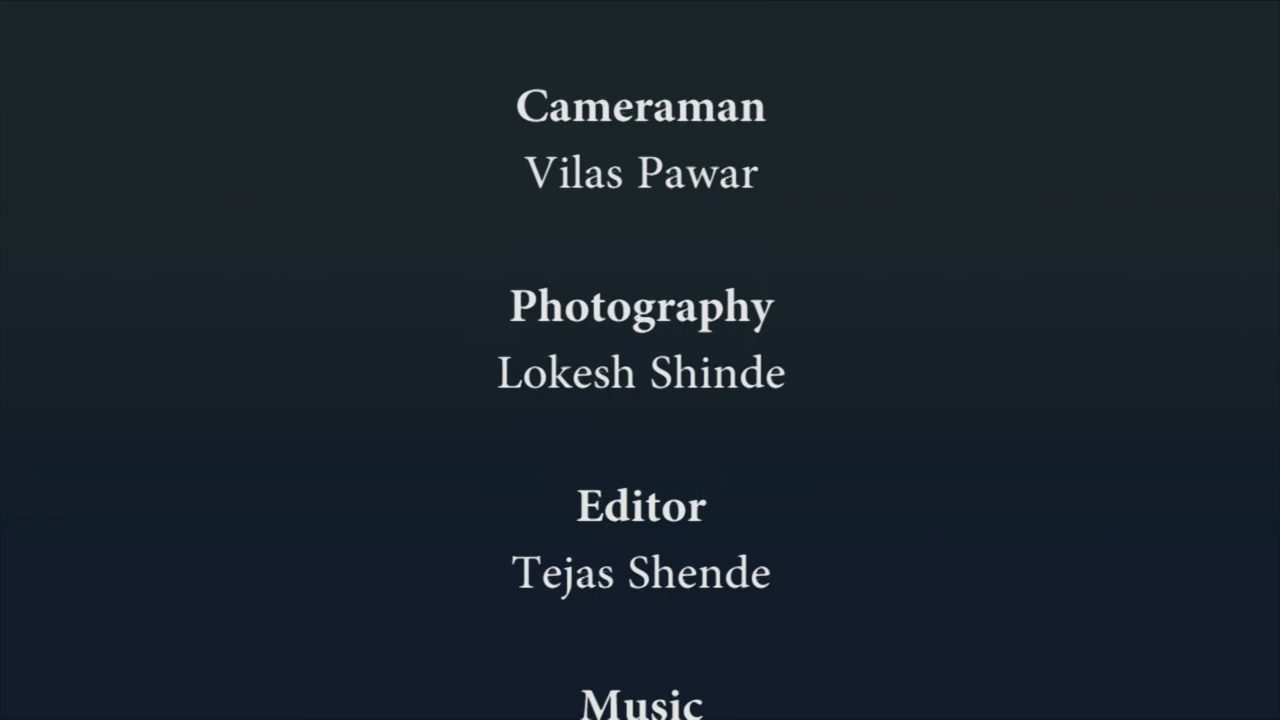 Cameraman
Vilas Pawar
Photography
Lokesh Shinde
Editor
Tejas Shende
Music